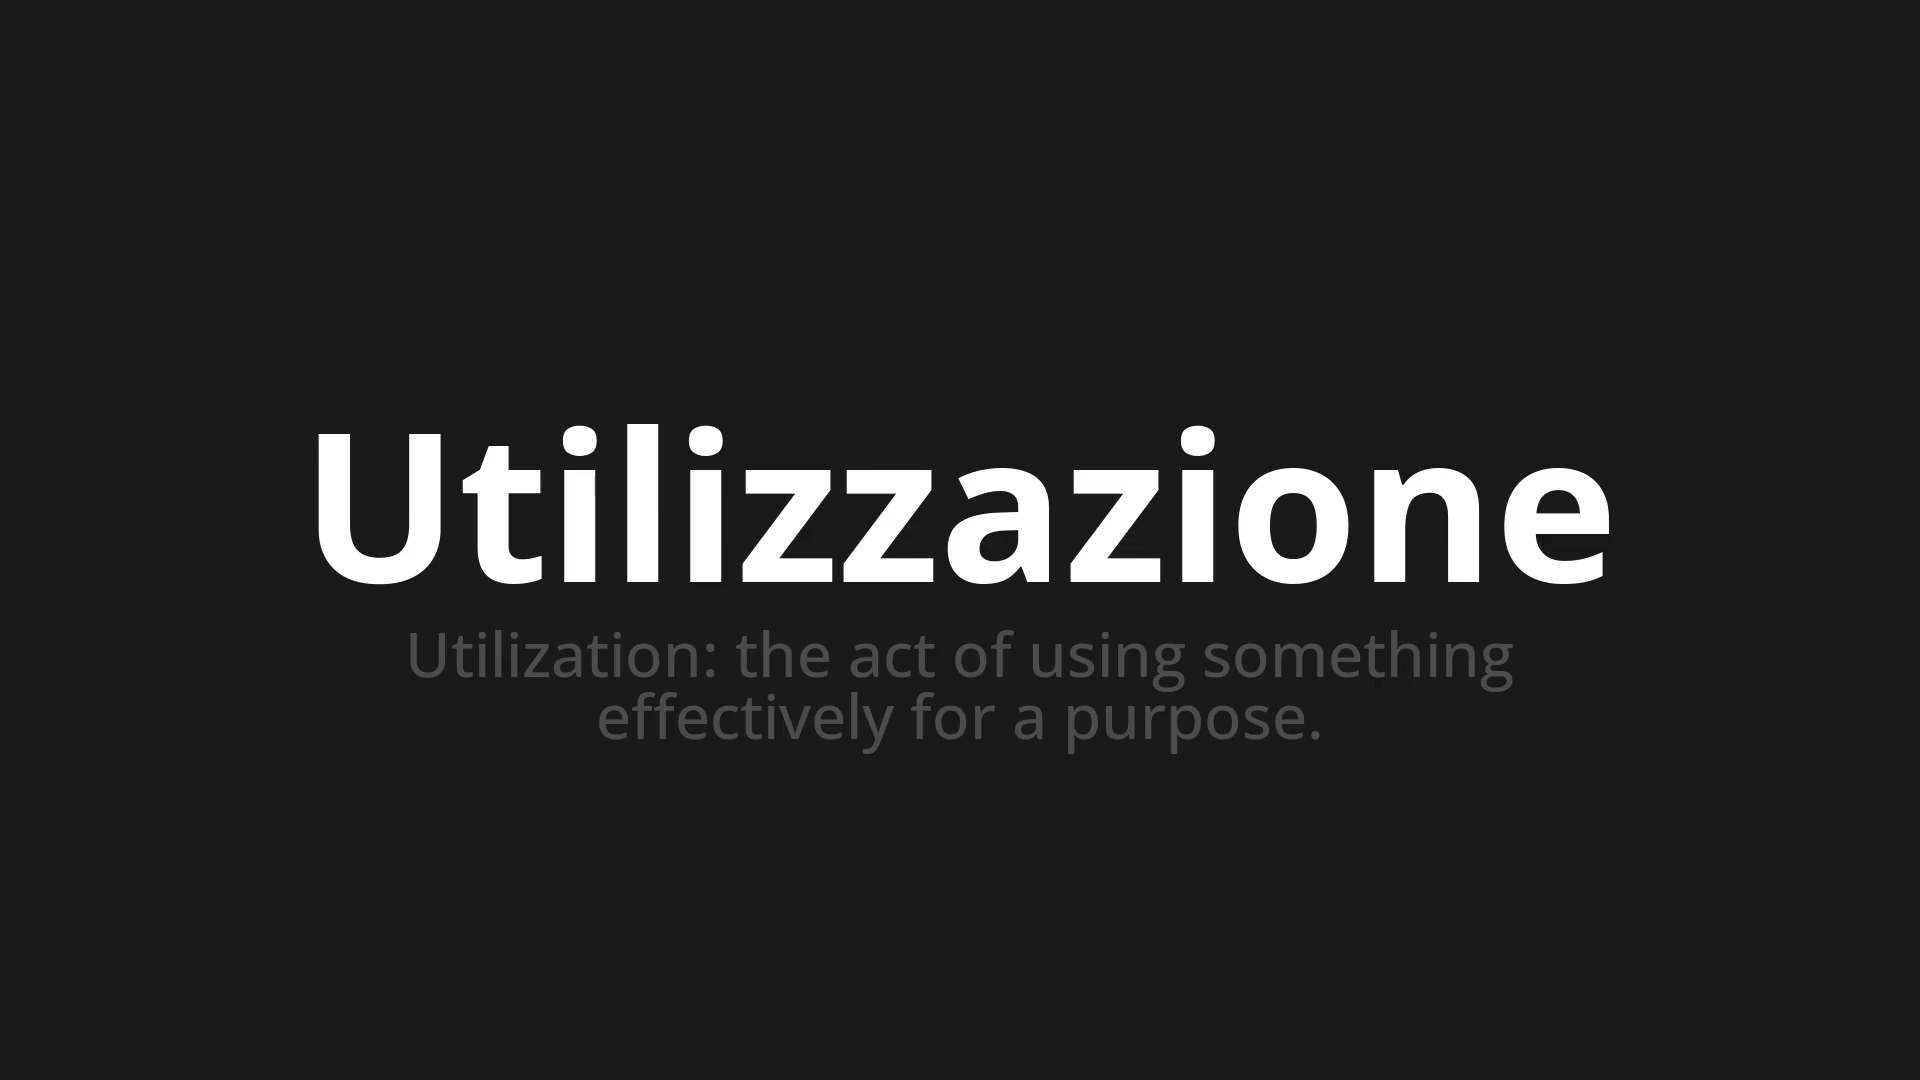 Utilizzazione
Utilization: the act of using something
effectively for a purpose.